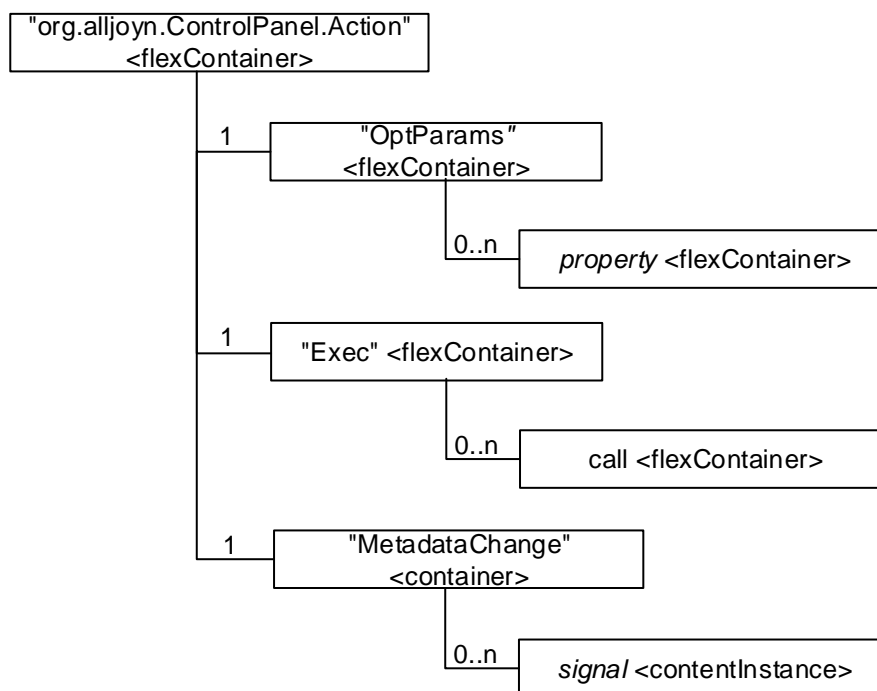 "org.alljoyn.ControlPanel.Action"
<flexContainer>
1
"OptParams"
<flexContainer>
0..n
property <flexContainer>
1
"Exec" <flexContainer>
0..n
call <flexContainer>
1
"MetadataChange"
<container>
0..n
signal <contentInstance>